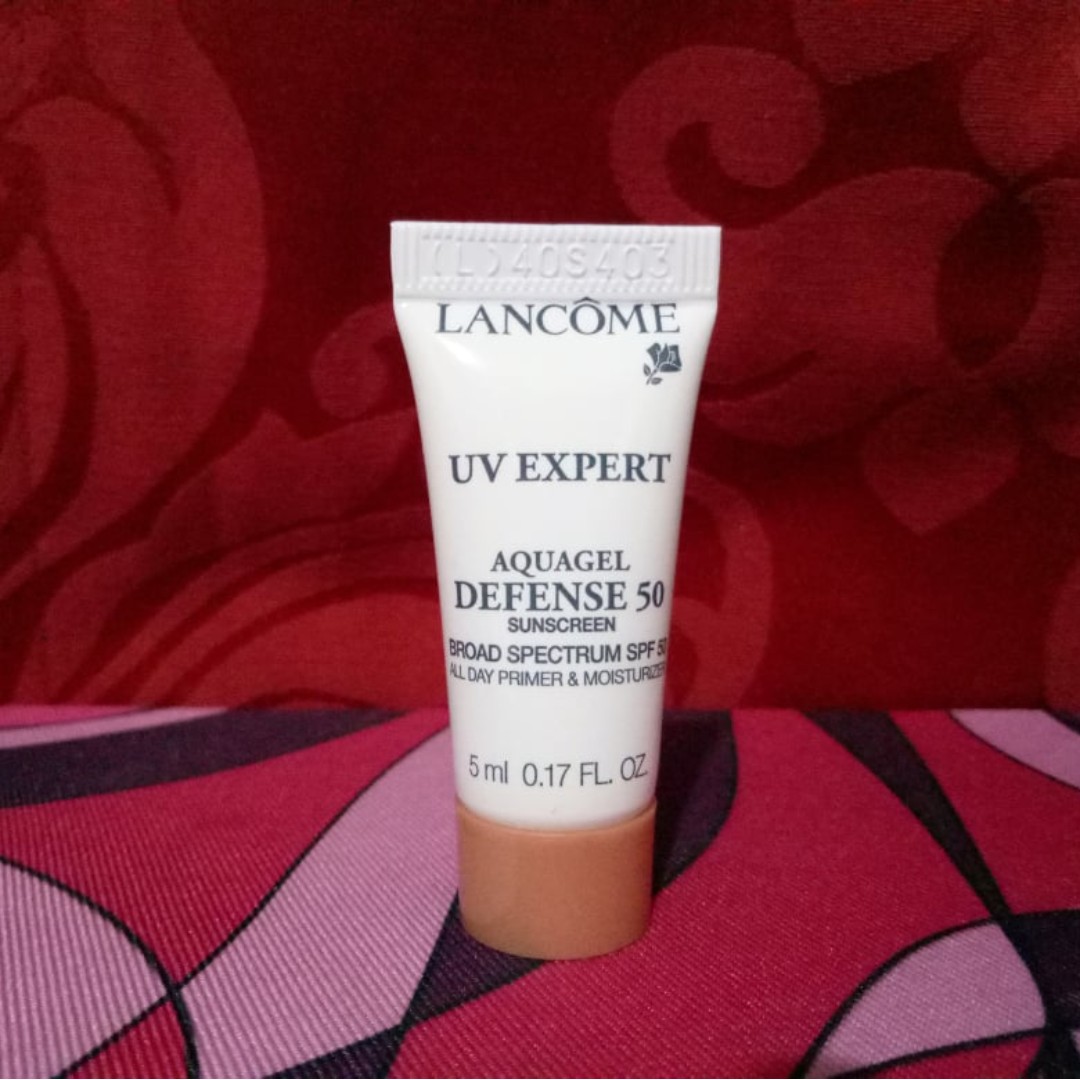 (L)40S403
LANCÔME
UV EXPERT
AQUAGEL
DEFENSE 50
SUNSCREEN
BROAD SPECTRUM SPF 50
ALL DAY PRIMER & MOISTURIZER
5 ml 0.17 FL. OZ.